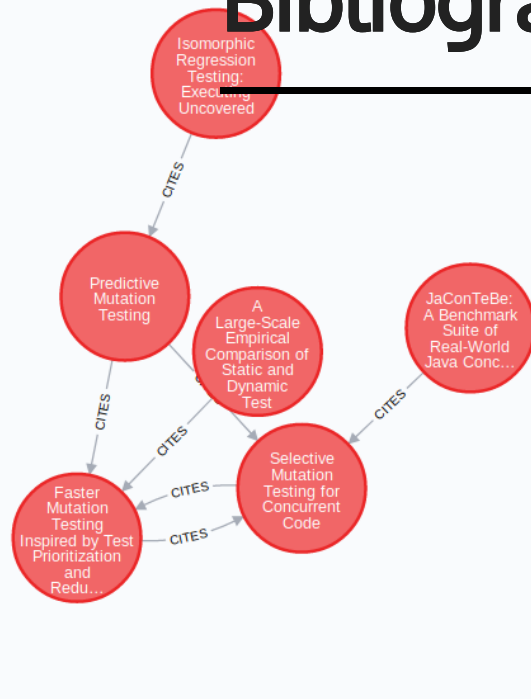 Bibliogra
Isomorphic
Regression
Testing:
Executing
Uncovered
CITES
Predictive
Mutation
Testing
A
Large-Scale
Empirical
Comparison of
Static and
Dynamic
Test
JaConTeBe:
A Benchmark
Suite of
Real-World
Java Conc...
CITES
CITES
CITES
Selective
Mutation
Testing for
Concurrent
Code
CITES
CITES
Faster
Mutation
Testing
Inspired by Test
Prioritization
and
Redu...